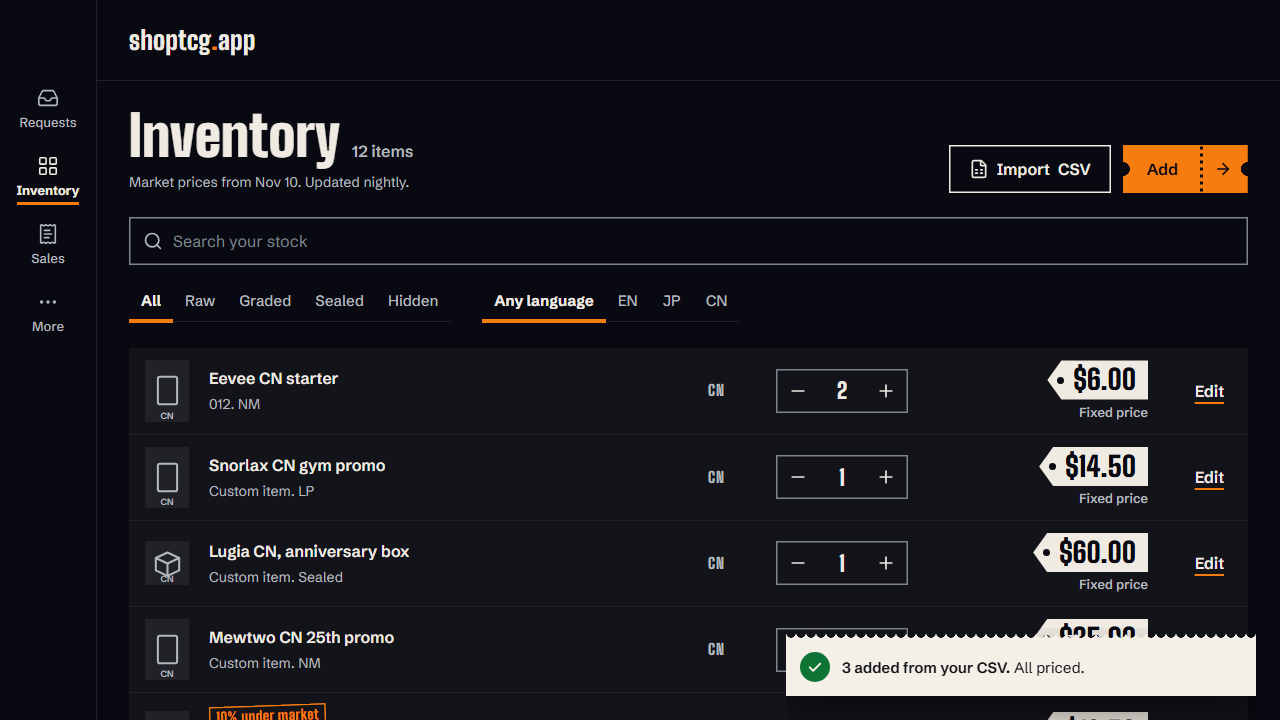 shoptcg.app
Requests
Inventory
Sales
More
Inventory 12 items
Market prices from Nov 10. Updated nightly.
Import CSV
Add
Search your stock
All Raw Graded Sealed Hidden Any language EN JP CN
CN
Eevee CN starter
012. NM
CN
2
$6.00
Fixed price
Edit
CN
Snorlax CN gym promo
Custom item. LP
CN
1
$14.50
Fixed price
Edit
CN
Lugia CN, anniversary box
Custom item. Sealed
CN
1
$60.00
Fixed price
Edit
CN
Mewtwo CN 25th promo
Custom item. NM
CN
10% under market
3 added from your CSV. All priced.